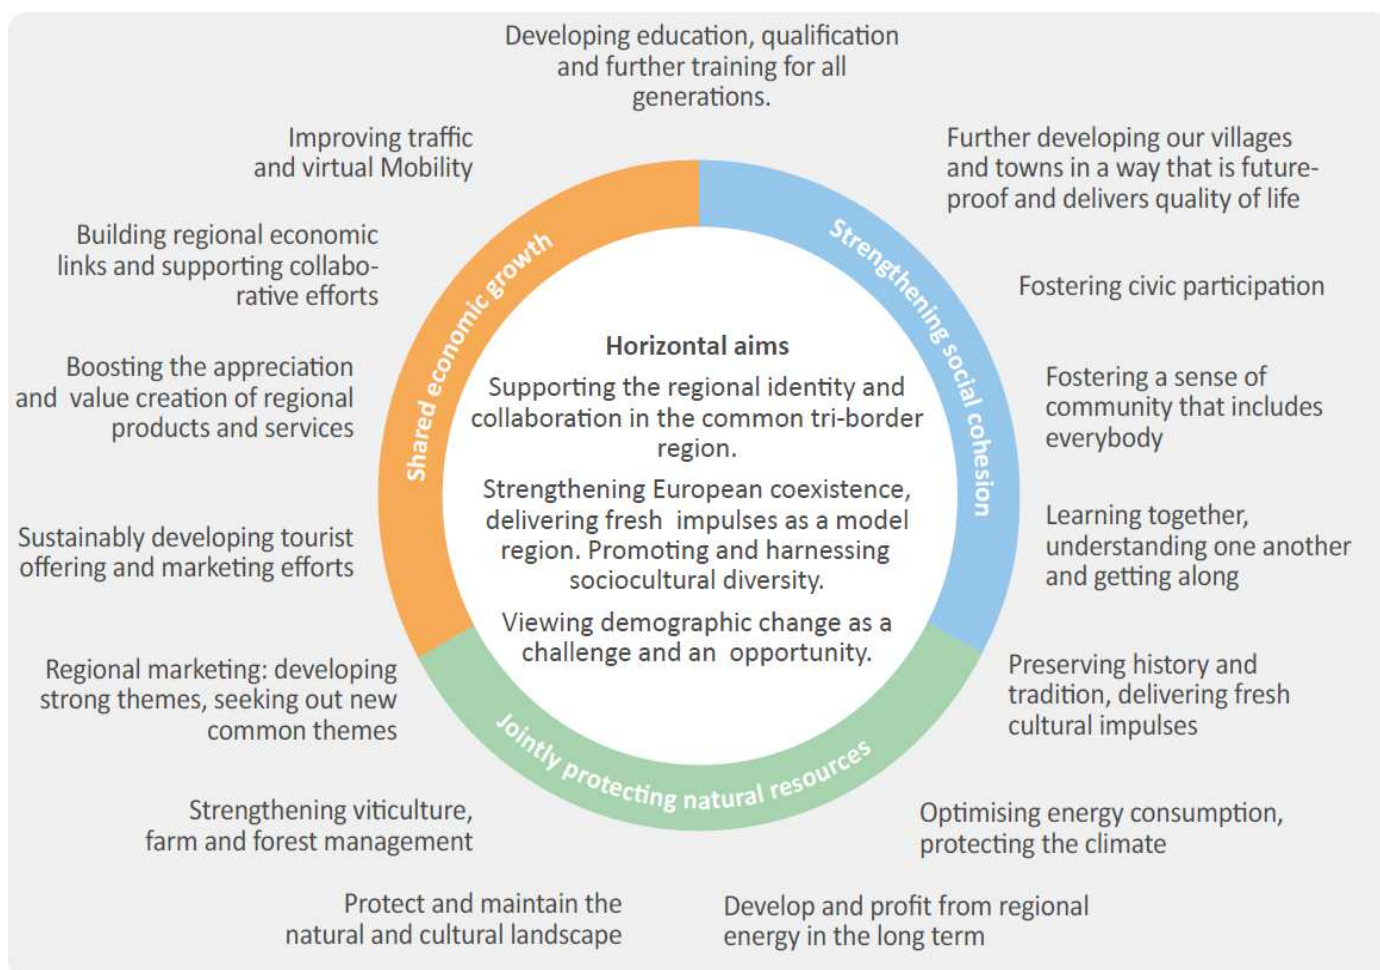 Developing education, qualification
and further training for all
generations.
Improving traffic
and virtual Mobility
Further developing our villages
and towns in a way that is future-
proof and delivers quality of life
Building regional economic
links and supporting collabo-
rative efforts
Fostering civic participation
Boosting the appreciation
and value creation of regional
products and services
Fostering a sense of
community that includes
everybody
Sustainably developing tourist
offering and marketing efforts
Learning together,
understanding one another
and getting along
Regional marketing: developing
strong themes, seeking out new
common themes
Preserving history and
tradition, delivering fresh
cultural impulses
Strengthening viticulture,
farm and forest management
Optimising energy consumption,
protecting the climate
Protect and maintain the
natural and cultural landscape
Develop and profit from regional
energy in the long term
Shared economic growth
Strengthening social cohesion
Jointly protecting natural resources
Horizontal aims
Supporting the regional identity and
collaboration in the common tri-border
region.
Strengthening European coexistence,
delivering fresh impulses as a model
region. Promoting and harnessing
sociocultural diversity.
Viewing demographic change as a
challenge and an opportunity.